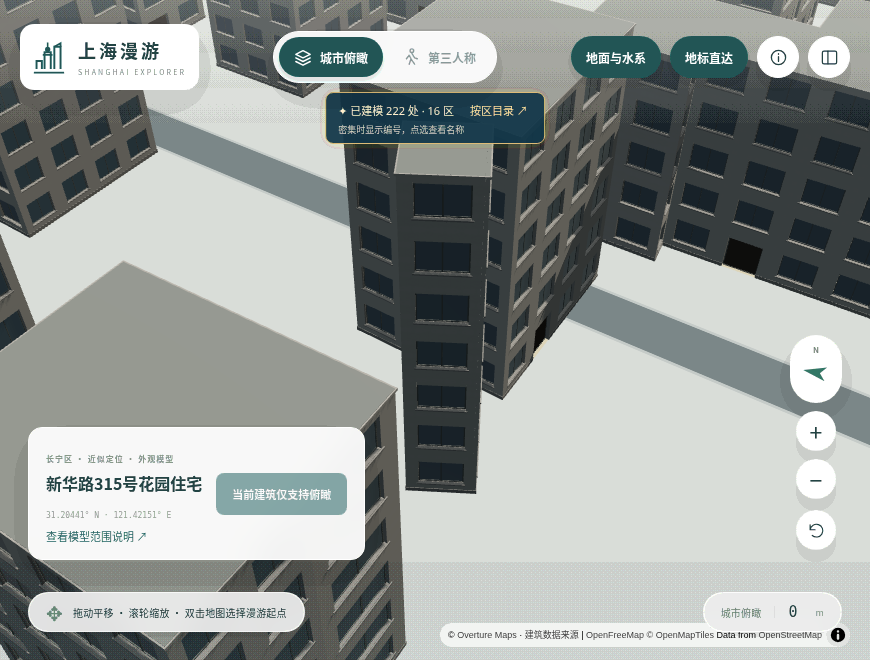 上海漫游
SHANGHAI EXPLORER
城市俯瞰
第三人称
地面与水系
地标直达
✦ 已建模 222 处 · 16 区 按区目录 ↗
密集时显示编号，点选查看名称
N
长宁区 · 近似定位 · 外观模型
新华路315号花园住宅
当前建筑仅支持俯瞰
31.20441° N · 121.42151° E
查看模型范围说明 ↗
拖动平移 · 滚轮缩放 · 双击地图选择漫游起点
城市俯瞰 0 m
© Overture Maps · 建筑数据来源 | OpenFreeMap © OpenMapTiles Data from OpenStreetMap